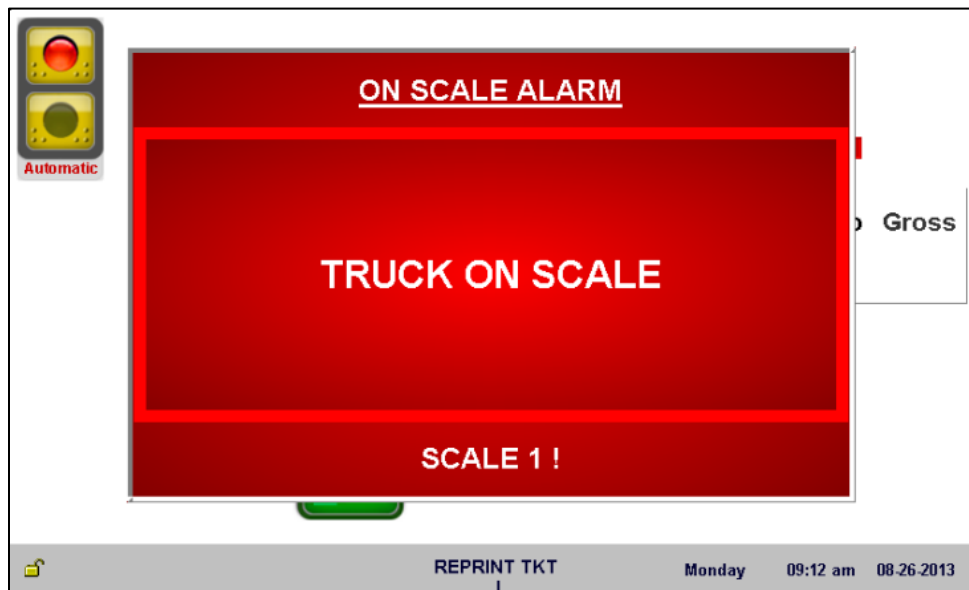 ON SCALE ALARM
Automatic
Gross
TRUCK ON SCALE
SCALE 1 !
REPRINT TKT
Monday 09:12 am 08-26-2013